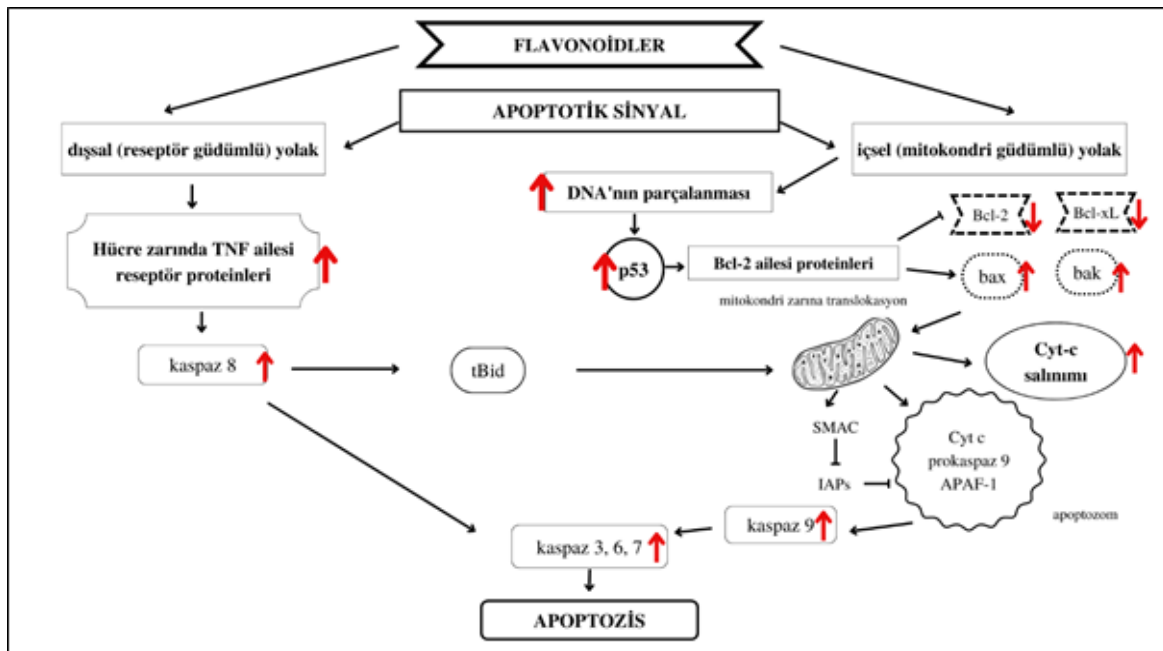 FLAVONOİDLER
APOPTOTİK SİNYAL
dışsal (reseptör güdümlü) yolak
içsel (mitokondri güdümlü) yolak
DNA'nın parçalanması
Hücre zarında TNF ailesi
reseptör proteinleri
p53
Bcl-2 ailesi proteinleri
Bcl-2
Bcl-xL
bax
bak
mitokondri zarına translokasyon
kaspaz 8
tBid
Cyt-c
salınımı
SMAC
IAPs
Cyt c
prokaspaz 9
APAF-1
apoptozom
kaspaz 9
kaspaz 3, 6, 7
APOPTOZİS